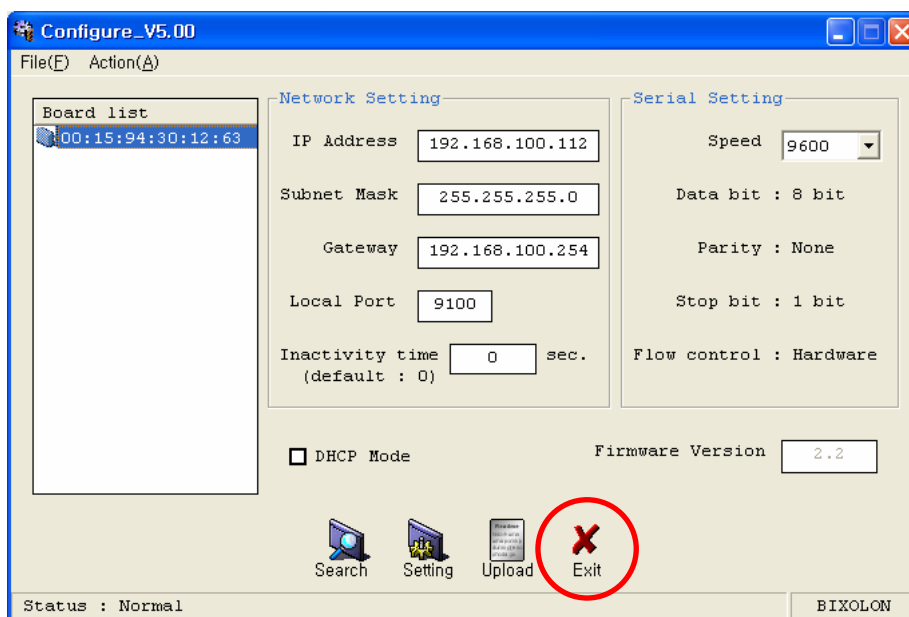 Configure_V5.00
File(F) Action(A)
Board list
00:15:94:30:12:63
Network Setting
IP Address 192.168.100.112
Subnet Mask 255.255.255.0
Gateway 192.168.100.254
Local Port 9100
Inactivity time 0 sec.
(default : 0)
Serial Setting
Speed 9600
Data bit : 8 bit
Parity : None
Stop bit : 1 bit
Flow control : Hardware
DHCP Mode
Firmware Version 2.2
Search Setting Upload Exit
Status : Normal BIXOLON